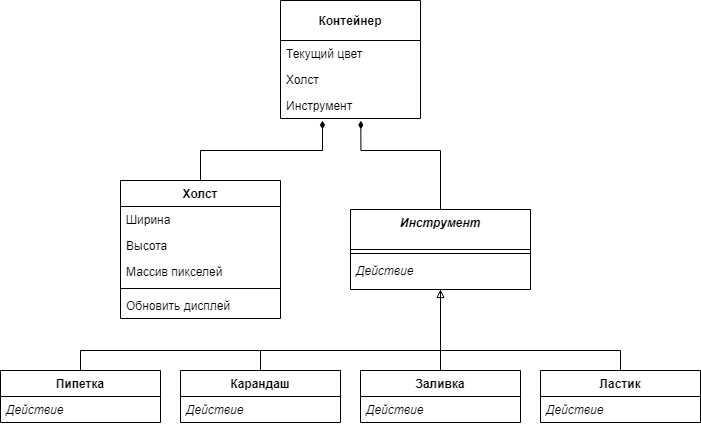 Контейнер
Текущий цвет
Холст
Инструмент
Холст
Ширина
Высота
Массив пикселей
Обновить дисплей
Инструмент
Действие
Пипетка
Действие
Карандаш
Действие
Заливка
Действие
Ластик
Действие